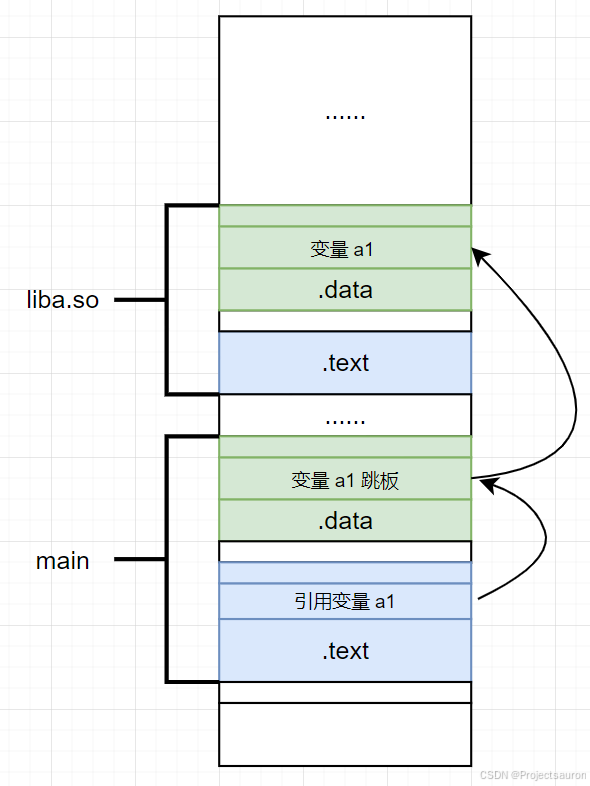 ......
变量 a1
.data
liba.so
.text
......
变量 a1 跳板
.data
main
引用变量 a1
.text
CSDN @Projectsauron